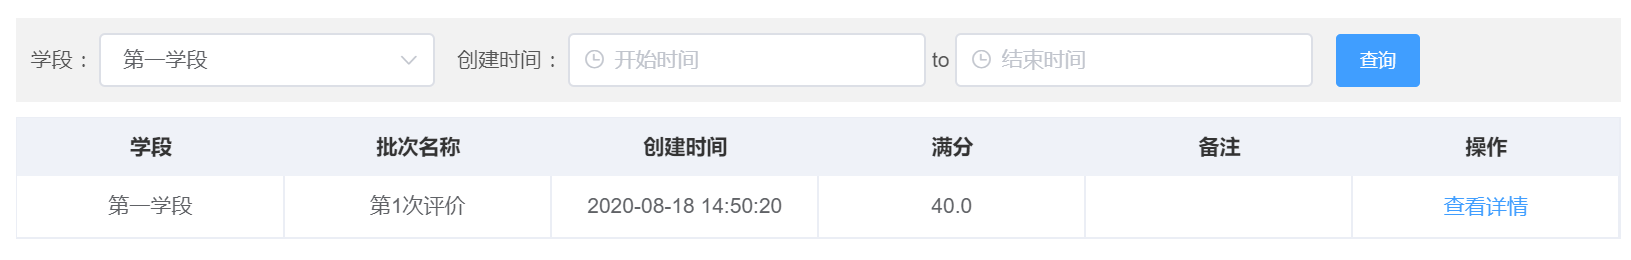 学段： 第一学段 创建时间： 开始时间 to 结束时间 查询
学段 批次名称 创建时间 满分 备注 操作
第一学段 第1次评价 2020-08-18 14:50:20 40.0 查看详情